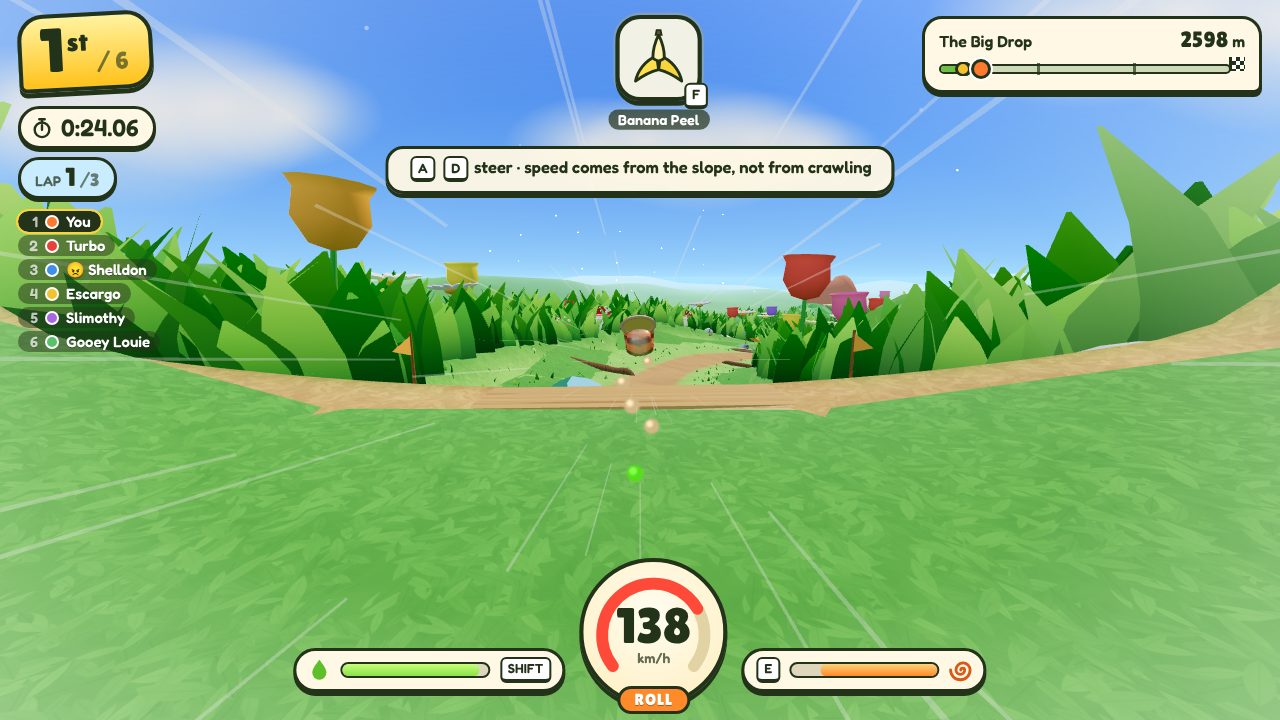 1st / 6
0:24.06
LAP 1 /3
1 You
2 Turbo
3 😠 Shelldon
4 Escargo
5 Slimothy
6 Gooey Louie
F
Banana Peel
A D steer · speed comes from the slope, not from crawling
The Big Drop 2598 m
SHIFT
138
km/h
ROLL
E